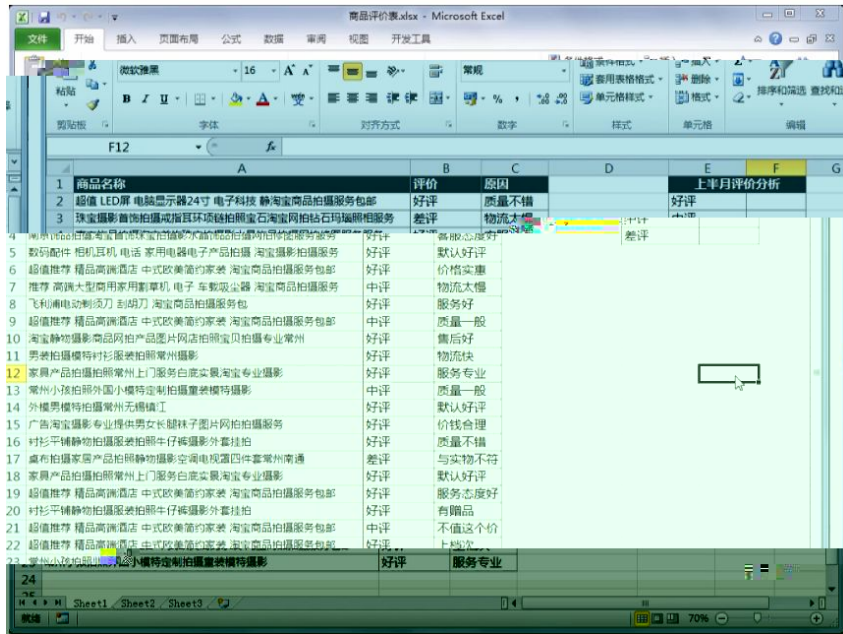 商品评价表.xlsx - Microsoft Excel
文件 开始 插入 页面布局 公式 数据 审阅 视图 开发工具
微软雅黑 16 常规
粘贴 套用表格格式 删除
B I U 单元格样式 格式 排序和筛选
剪贴板 字体 对齐方式 数字 样式 单元格 编辑
F12 fx
A B C D E F G
1 商品名称 评价 原因 上半月评价分析
2 超值 LED屏 电脑显示器24寸 电子科技 静淘宝商品拍摄服务包邮 好评 质量不错 好评
3 珠宝摄影首饰拍摄戒指耳环项链拍照宝石淘宝网拍钻石玛瑙照相服务 差评 物流太慢 中评
4 好评 客服态度好 差评
5 数码配件 相机耳机 电话 家用电器电子产品拍摄 淘宝摄影拍摄服务 好评 默认好评
6 超值推荐 精品高端酒店 中式欧美简约家装 淘宝商品拍摄服务包邮 好评 价格实惠
7 推荐 高端大型商用家用割草机 电子 车载吸尘器 淘宝商品拍摄服务 中评 物流太慢
8 飞利浦电动剃须刀 刮胡刀 淘宝商品拍摄服务包 好评 服务好
9 超值推荐 精品高端酒店 中式欧美简约家装 淘宝商品拍摄服务包邮 中评 质量一般
10 淘宝静物摄影商品网拍产品图片网店拍照宝贝拍摄专业常州 好评 售后好
11 男装拍摄模特衬衫服装拍照常州摄影 好评 物流快
12 家具产品拍摄拍照常州上门服务白底实景淘宝专业摄影 好评 服务专业
13 常州小孩拍照外国小模特定制拍摄童装模特摄影 中评 质量一般
14 外模男模特拍摄常州无锡镇江 好评 默认好评
15 广告淘宝摄影专业提供男女长腿袜子图片网拍拍摄服务 好评 价钱合理
16 衬衫平铺静物拍摄服装拍照牛仔裤摄影外套挂拍 好评 质量不错
17 桌布拍摄家居产品拍照静物摄影空调电视罩四件套常州南通 差评 与实物不符
18 家具产品拍摄拍照常州上门服务白底实景淘宝专业摄影 好评 默认好评
19 超值推荐 精品高端酒店 中式欧美简约家装 淘宝商品拍摄服务包邮 好评 服务态度好
20 衬衫平铺静物拍摄服装拍照牛仔裤摄影外套挂拍 好评 有赠品
21 超值推荐 精品高端酒店 中式欧美简约家装 淘宝商品拍摄服务包邮 中评 不值这个价
22 超值推荐 精品高端酒店 中式欧美简约家装 淘宝商品拍摄服务包邮 好评 上档次
23 小模特定制拍摄童装模特摄影 好评 服务专业
24
Sheet1 Sheet2 Sheet3
就绪 70%